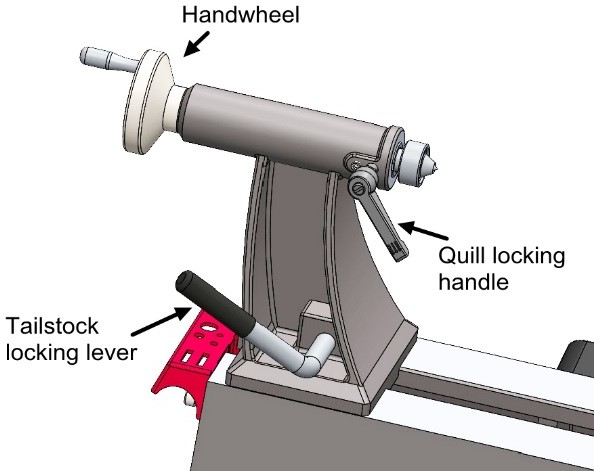 Handwheel
Quill locking
handle
Tailstock
locking lever